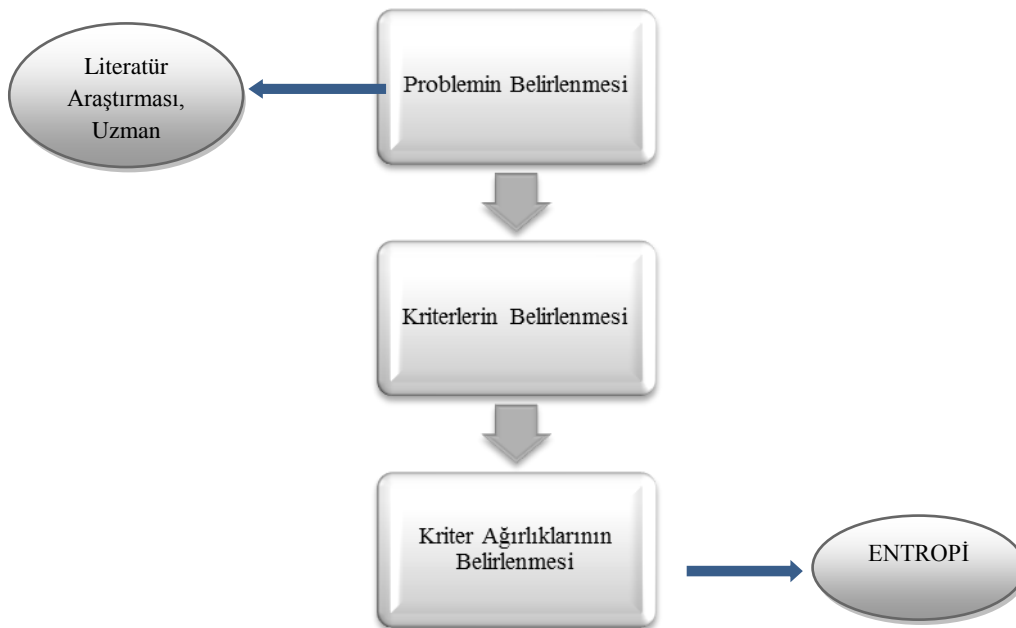 Literatür
Araştırması,
Uzman
Problemin Belirlenmesi
Kriterlerin Belirlenmesi
Kriter Ağırlıklarının
Belirlenmesi
ENTROPİ